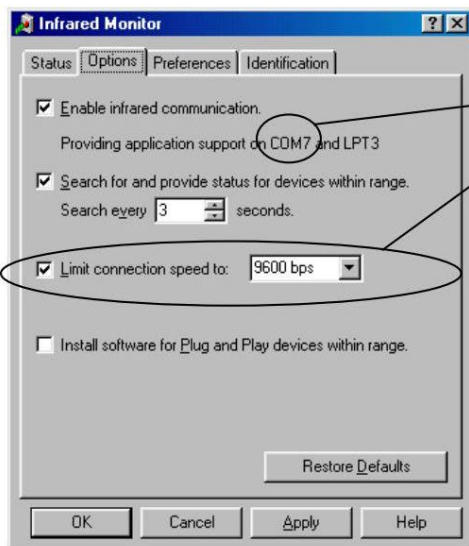 Infrared Monitor
Status Options Preferences Identification
Enable infrared communication.
Providing application support on COM7 and LPT3
Search for and provide status for devices within range.
Search every 3 seconds.
Limit connection speed to: 9600 bps
Install software for Plug and Play devices within range.
Restore Defaults
OK Cancel Apply Help